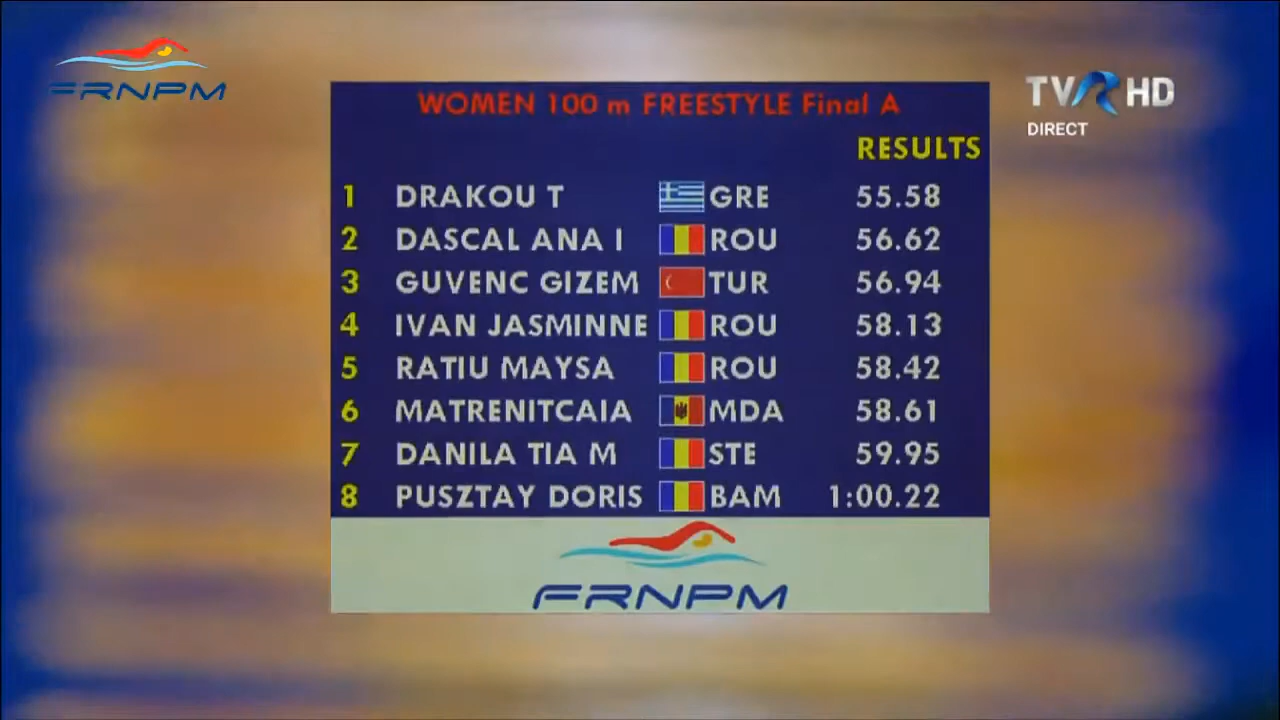 FRNPM
TVR HD
DIRECT
WOMEN 100 m FREESTYLE Final A
RESULTS
1 DRAKOU T GRE 55.58
2 DASCAL ANA I ROU 56.62
3 GUVENC GIZEM TUR 56.94
4 IVAN JASMINNE ROU 58.13
5 RATIU MAYSA ROU 58.42
6 MATRENITCAIA MDA 58.61
7 DANILA TIA M STE 59.95
8 PUSZTAY DORIS BAM 1:00.22
FRNPM